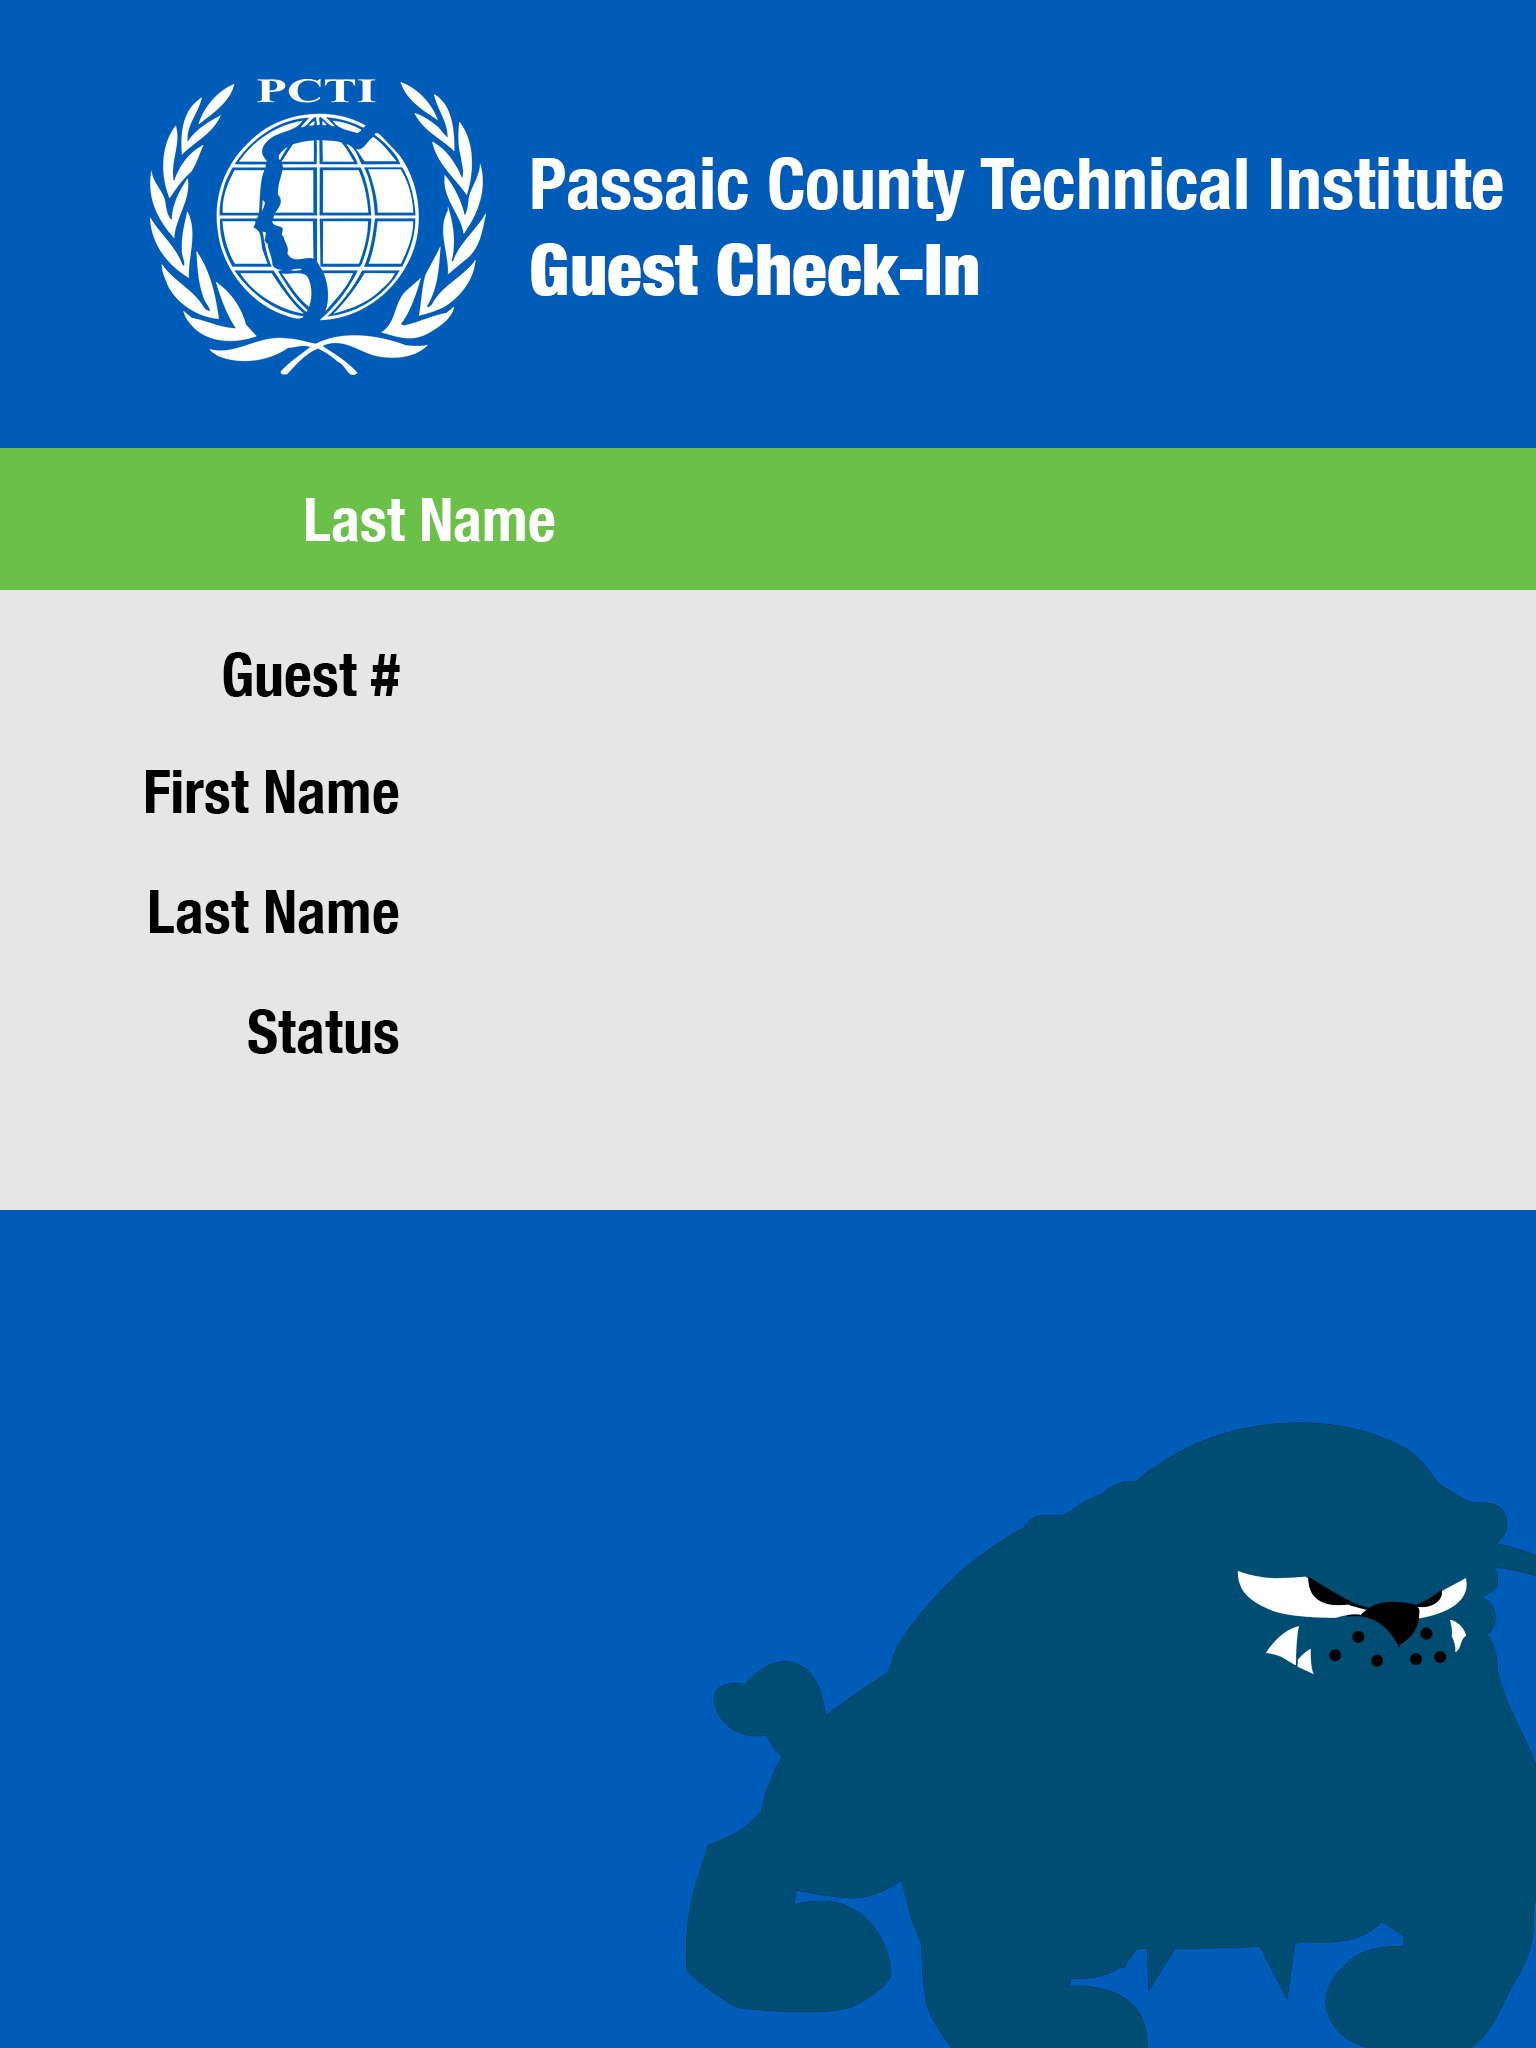 PCTI
Passaic County Technical Institute
Guest Check-In
Last Name
Guest #
First Name
Last Name
Status